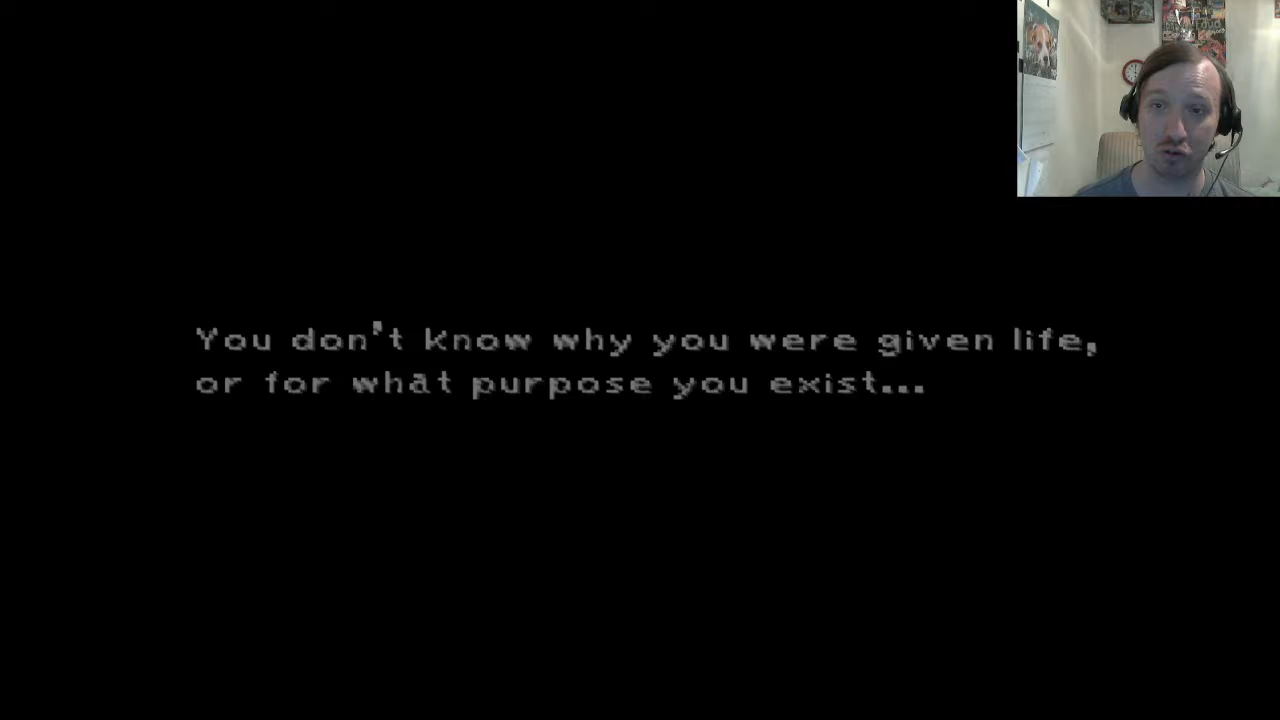 You don't know why you were given life,
or for what purpose you exist...